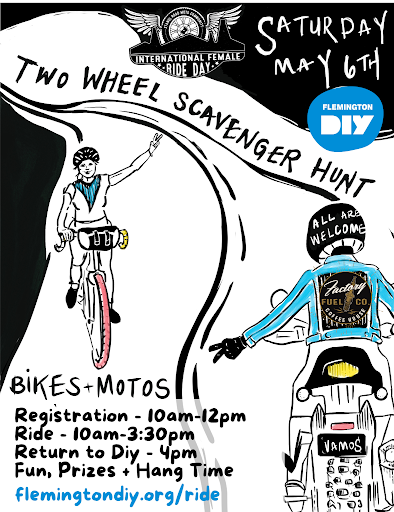 INTERNATIONAL FEMALE
RIDE DAY
SATURDAY
MAY 6TH
TWO WHEEL SCAVENGER HUNT
FLEMINGTON
DIY
ALL ARE
WELCOME
Factory
FUEL CO.
COFFEE HOUSE
VAMOS
BIKES+MOTOS
Registration - 10am-12pm
Ride - 10am-3:30pm
Return to Diy - 4pm
Fun, Prizes + Hang Time
flemingtondiy.org/ride